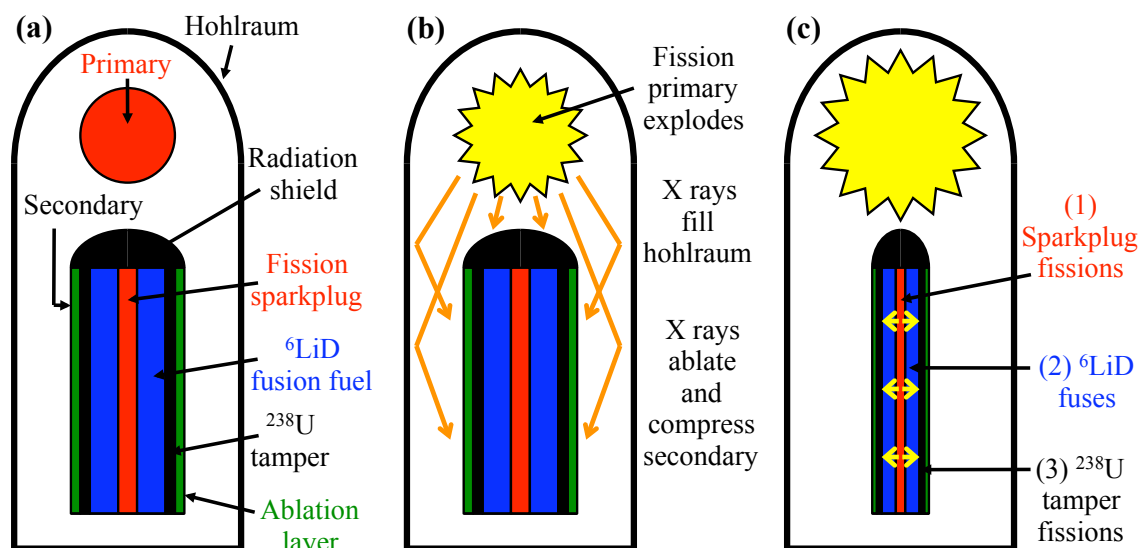 (a)
Hohlraum
Primary
Radiation
shield
Secondary
Fission
sparkplug
⁶LiD
fusion fuel
²³⁸U
tamper
Ablation
layer
(b)
Fission
primary
explodes
X rays
fill
hohlraum
X rays
ablate
and
compress
secondary
(c)
(1)
Sparkplug
fissions
(2) ⁶LiD
fuses
(3) ²³⁸U
tamper
fissions